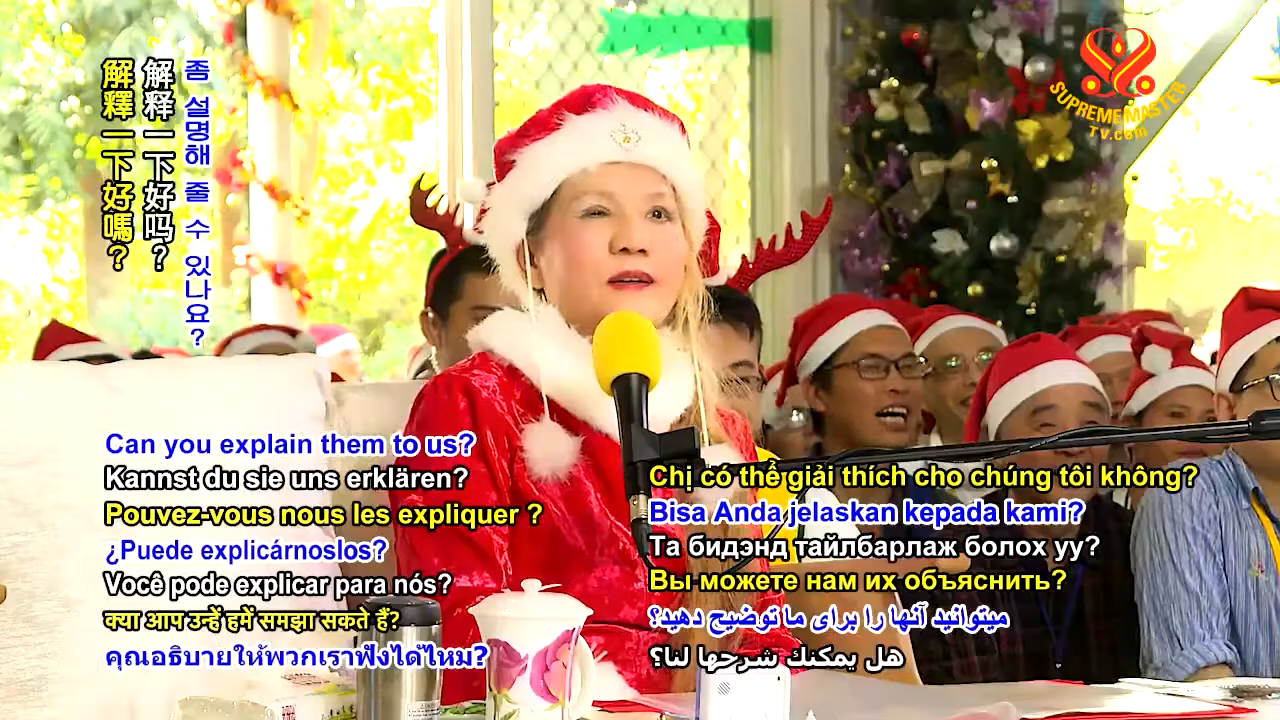 解釋一下好嗎?
解释一下好吗?
좀 설명해 줄 수 있나요?
SUPREME MASTER
TV.com
Can you explain them to us?
Kannst du sie uns erklären?
Pouvez-vous nous les expliquer ?
¿Puede explicárnoslos?
Você pode explicar para nós?
क्या आप उन्हें हमें समझा सकते हैं?
คุณอธิบายให้พวกเราฟังได้ไหม?
Chị có thể giải thích cho chúng tôi không?
Bisa Anda jelaskan kepada kami?
Та бидэнд тайлбарлаж болох уу?
Вы можете нам их объяснить?
میتوانید آنها را برای ما توضیح دهید؟
هل يمكنك شرحها لنا؟